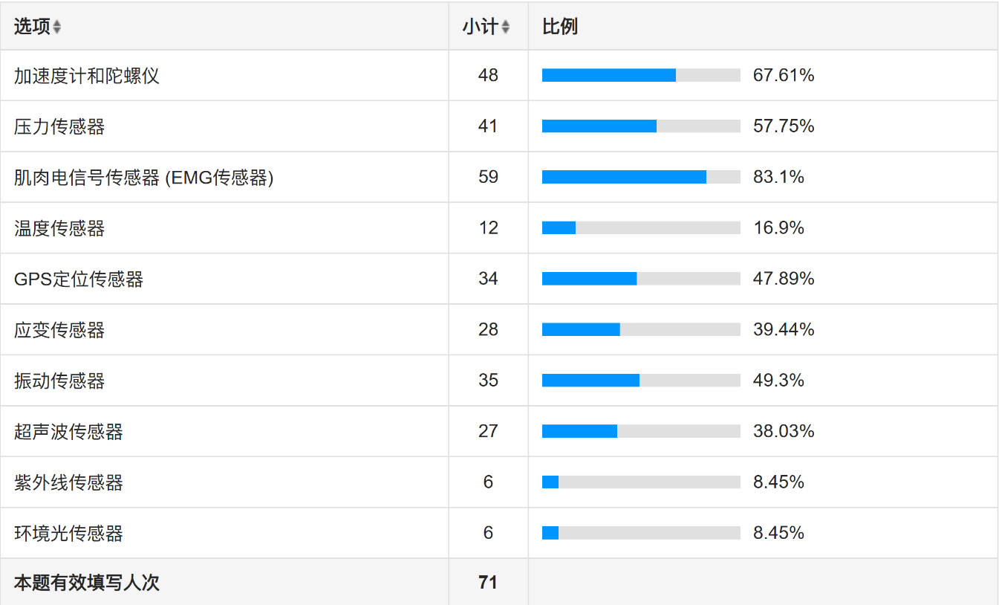 选项 小计 比例
加速度计和陀螺仪 48 67.61%
压力传感器 41 57.75%
肌肉电信号传感器 (EMG传感器) 59 83.1%
温度传感器 12 16.9%
GPS定位传感器 34 47.89%
应变传感器 28 39.44%
振动传感器 35 49.3%
超声波传感器 27 38.03%
紫外线传感器 6 8.45%
环境光传感器 6 8.45%
本题有效填写人次 71